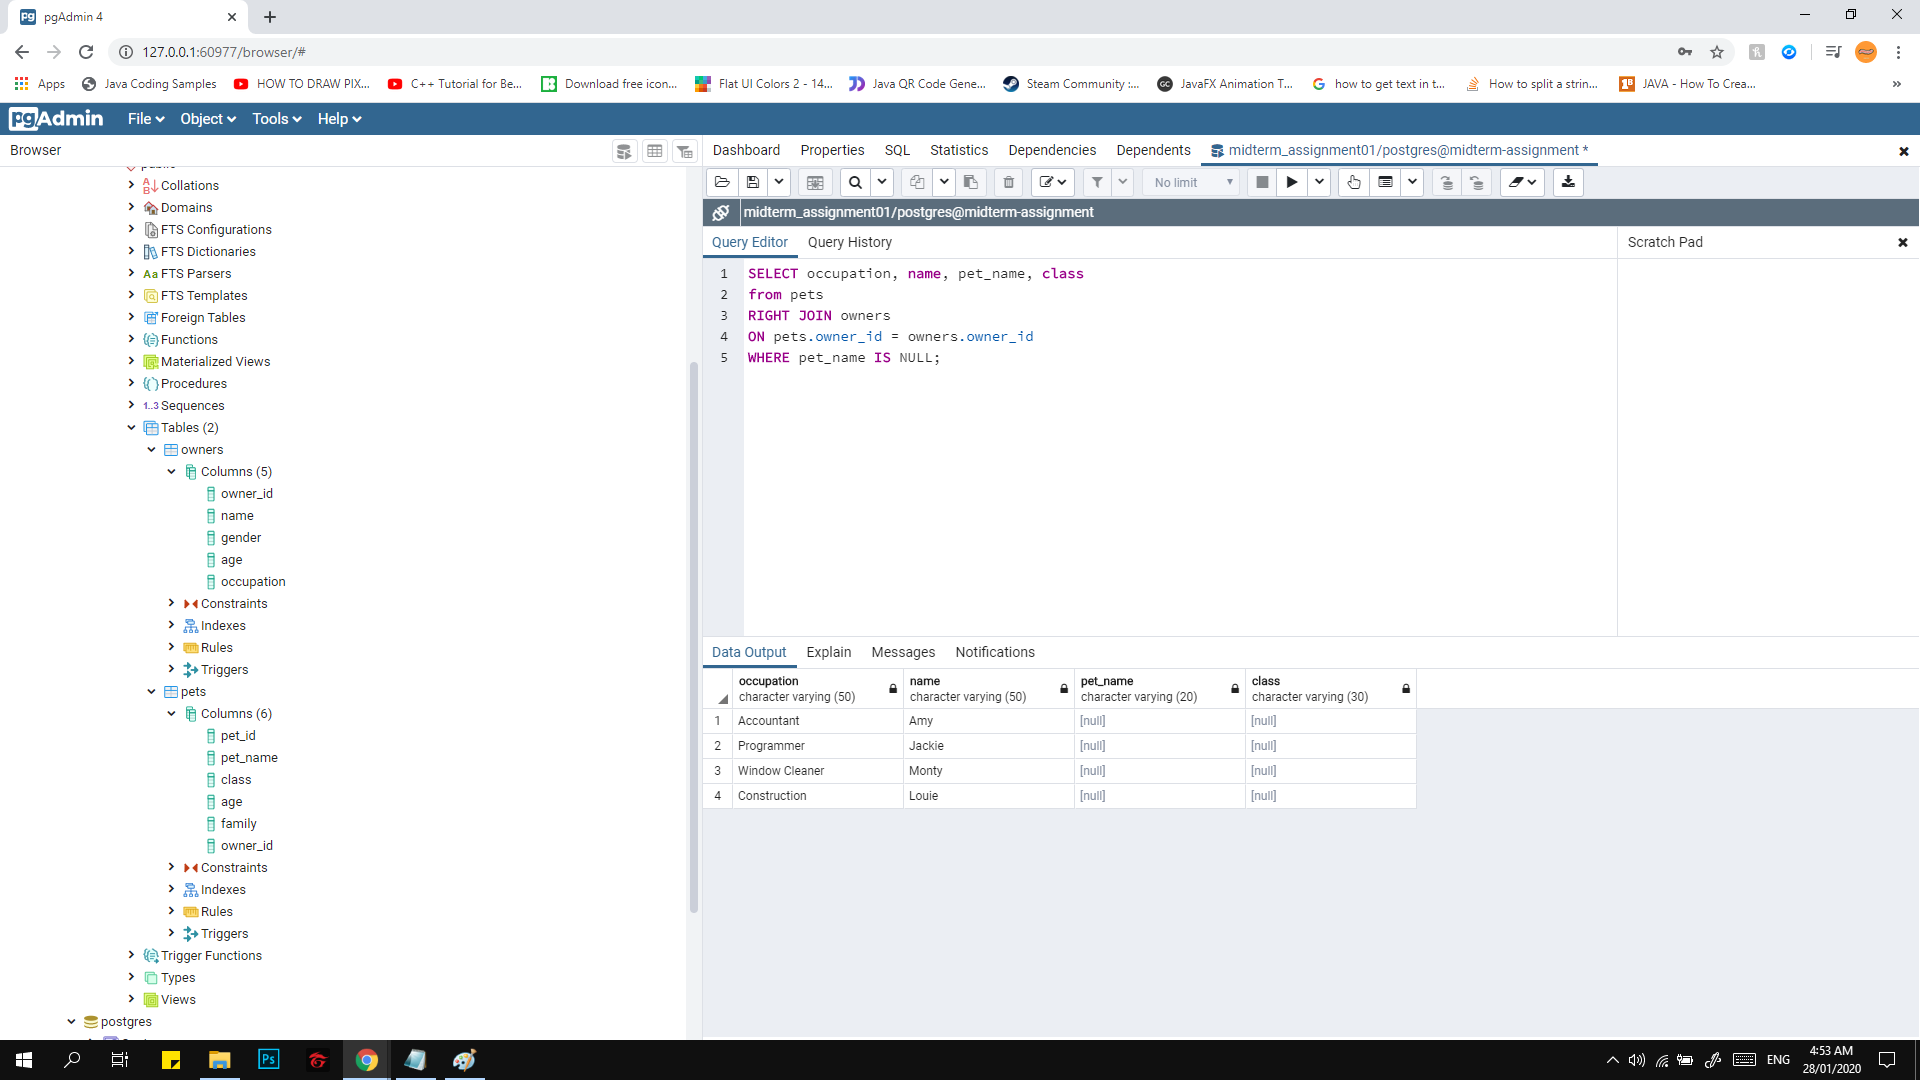 pgAdmin 4
127.0.0.1:60977/browser/#
Apps Java Coding Samples HOW TO DRAW PIX... C++ Tutorial for Be... Download free icon... Flat UI Colors 2 - 14... Java QR Code Gene... Steam Community :... JavaFX Animation T... how to get text in t... How to split a strin... JAVA - How To Crea... »
pgAdmin File Object Tools Help
Browser
Collations
Domains
FTS Configurations
FTS Dictionaries
Aa FTS Parsers
FTS Templates
Foreign Tables
Functions
Materialized Views
Procedures
1..3 Sequences
Tables (2)
owners
Columns (5)
owner_id
name
gender
age
occupation
Constraints
Indexes
Rules
Triggers
pets
Columns (6)
pet_id
pet_name
class
age
family
owner_id
Constraints
Indexes
Rules
Triggers
Trigger Functions
Types
Views
postgres
Dashboard Properties SQL Statistics Dependencies Dependents midterm_assignment01/postgres@midterm-assignment *
No limit
midterm_assignment01/postgres@midterm-assignment
Query Editor Query History
Scratch Pad
1 SELECT occupation, name, pet_name, class
2 from pets
3 RIGHT JOIN owners
4 ON pets.owner_id = owners.owner_id
5 WHERE pet_name IS NULL;
Data Output Explain Messages Notifications
occupation name pet_name class
character varying (50) character varying (50) character varying (20) character varying (30)
1 Accountant Amy [null] [null]
2 Programmer Jackie [null] [null]
3 Window Cleaner Monty [null] [null]
4 Construction Louie [null] [null]
Ps
ENG
4:53 AM
28/01/2020